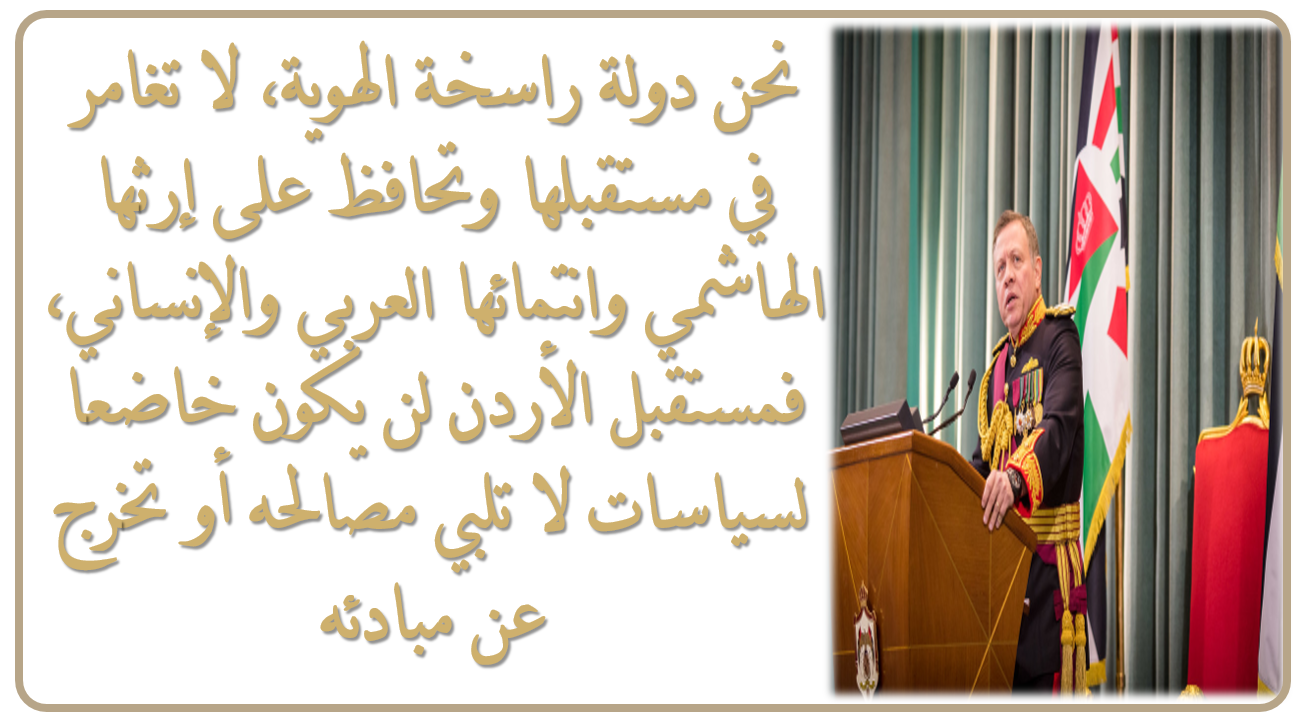 نحن دولة راسخة الهوية، لا تغامر
في مستقبلها وتحافظ على إرثها
الهاشمي وانتمائها العربي والإنساني،
فمستقبل الأردن لن يكون خاضعا
لسياسات لا تلبي مصالحه أو تخرج
عن مبادئه